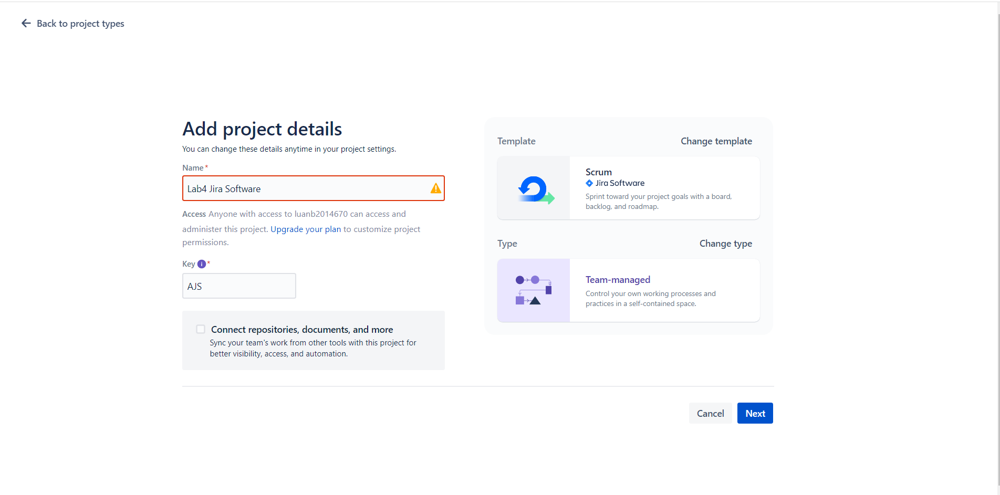 Back to project types
Add project details
You can change these details anytime in your project settings.
Name *
Lab4 Jira Software
Access Anyone with access to luanb2014670 can access and
administer this project. Upgrade your plan to customize project
permissions.
Key i *
AJS
Connect repositories, documents, and more
Sync your team's work from other tools with this project for
better visibility, access, and automation.
Template
Change template
Scrum
Jira Software
Sprint toward your project goals with a board,
backlog, and roadmap.
Type
Change type
Team-managed
Control your own working processes and
practices in a self-contained space.
Cancel
Next